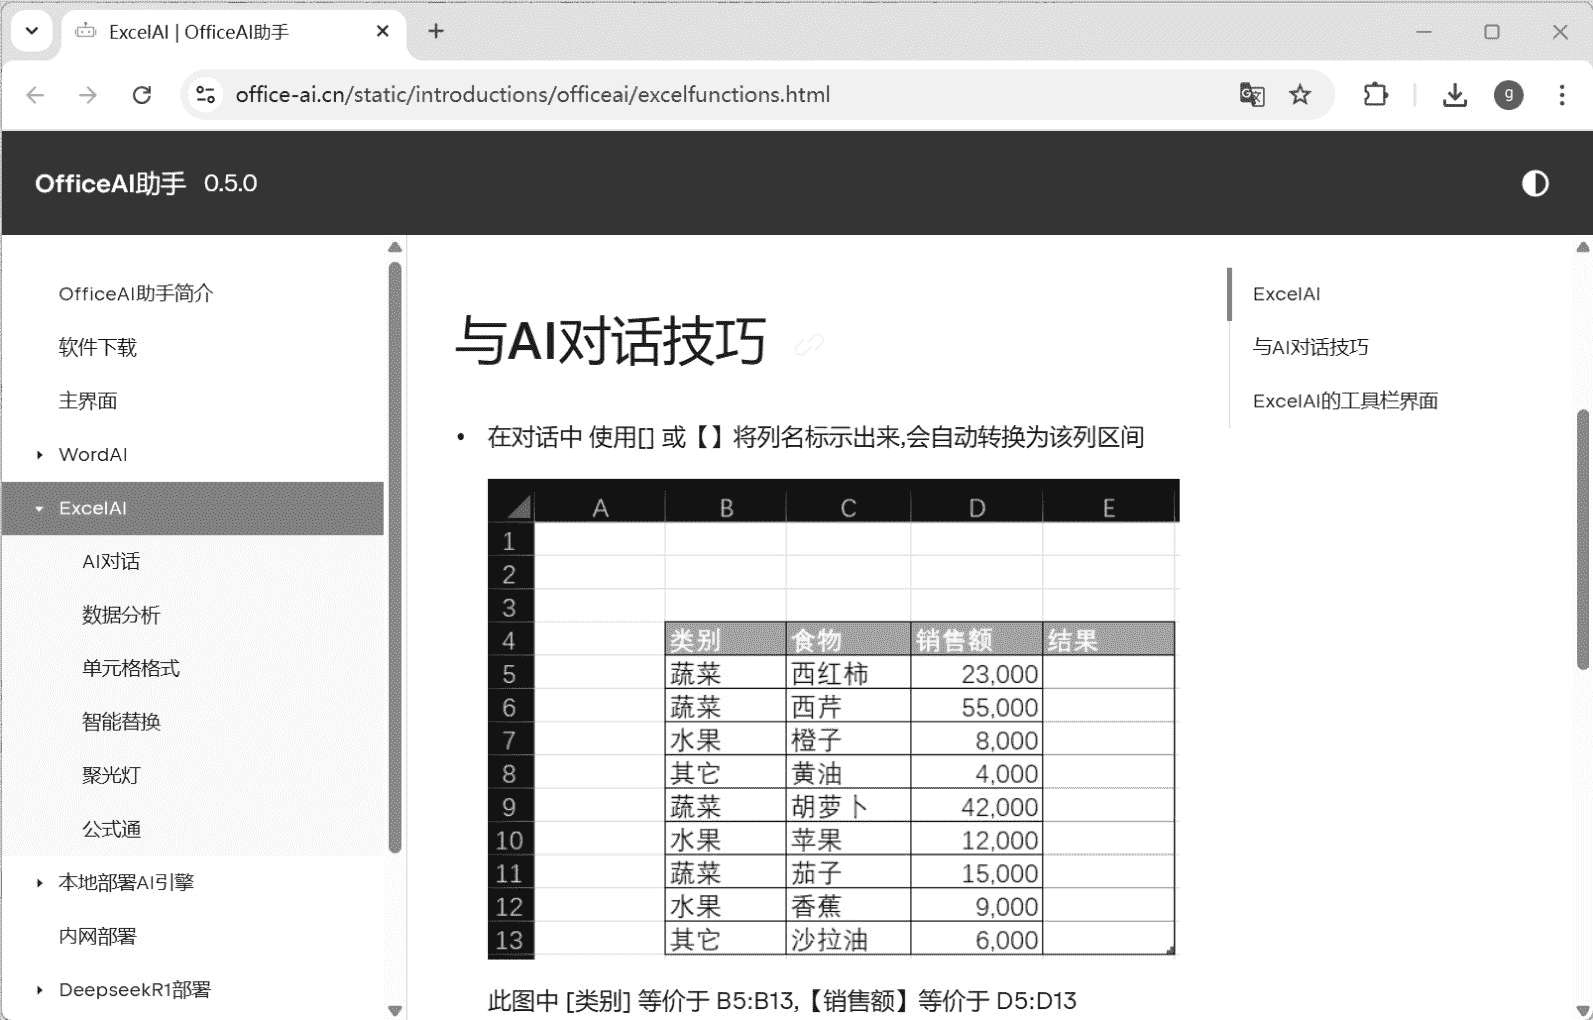 ExcelAI | OfficeAI助手
office-ai.cn/static/introductions/officeai/excelfunctions.html
g
OfficeAI助手 0.5.0
OfficeAI助手简介
软件下载
主界面
WordAI
ExcelAI
AI对话
数据分析
单元格格式
智能替换
聚光灯
公式通
本地部署AI引擎
内网部署
DeepseekR1部署
与AI对话技巧
• 在对话中 使用[] 或【】将列名标示出来,会自动转换为该列区间
A B C D E
1
2
3
4 类别 食物 销售额 结果
5 蔬菜 西红柿 23,000
6 蔬菜 西芹 55,000
7 水果 橙子 8,000
8 其它 黄油 4,000
9 蔬菜 胡萝卜 42,000
10 水果 苹果 12,000
11 蔬菜 茄子 15,000
12 水果 香蕉 9,000
13 其它 沙拉油 6,000
此图中 [类别] 等价于 B5:B13,【销售额】等价于 D5:D13
ExcelAI
与AI对话技巧
ExcelAI的工具栏界面